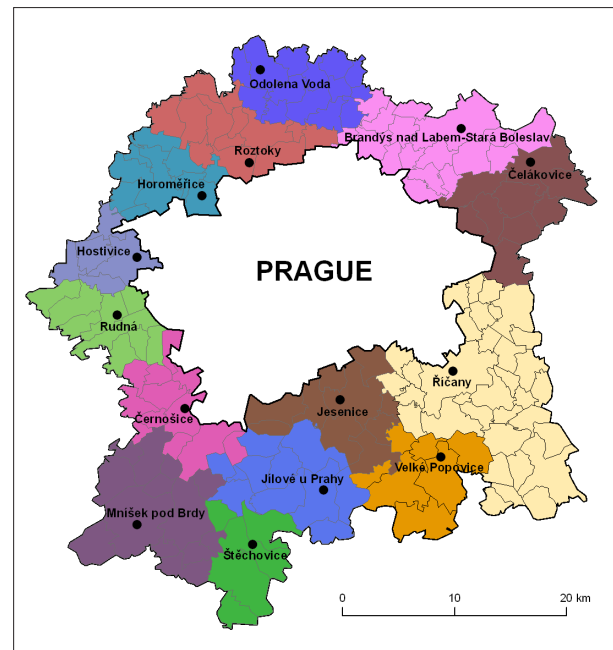 Odolena Voda
Brandýs nad Labem-Stará Boleslav
Roztoky
Čelákovice
Horoměřice
Hostivice
PRAGUE
Rudná
Říčany
Černošice
Jesenice
Velké Popovice
Jílové u Prahy
Mníšek pod Brdy
Štěchovice
0 10 20 km